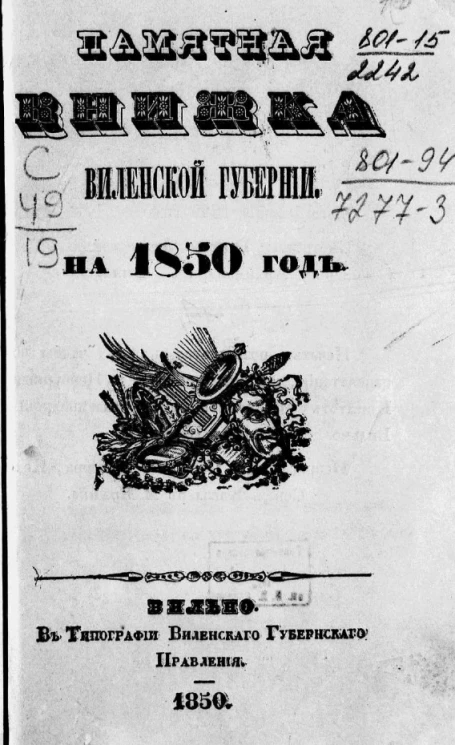 ПАМЯТНАЯ
КНИЖКА
ВИЛЕНСКОЙ ГУБЕРНІИ.
НА 1850 ГОДЪ.
801-15
2242
801-94
7277-3
С
49
19
ВИЛЬНО.
Въ Типографіи Виленскаго Губернскаго
Правленія.
1850.